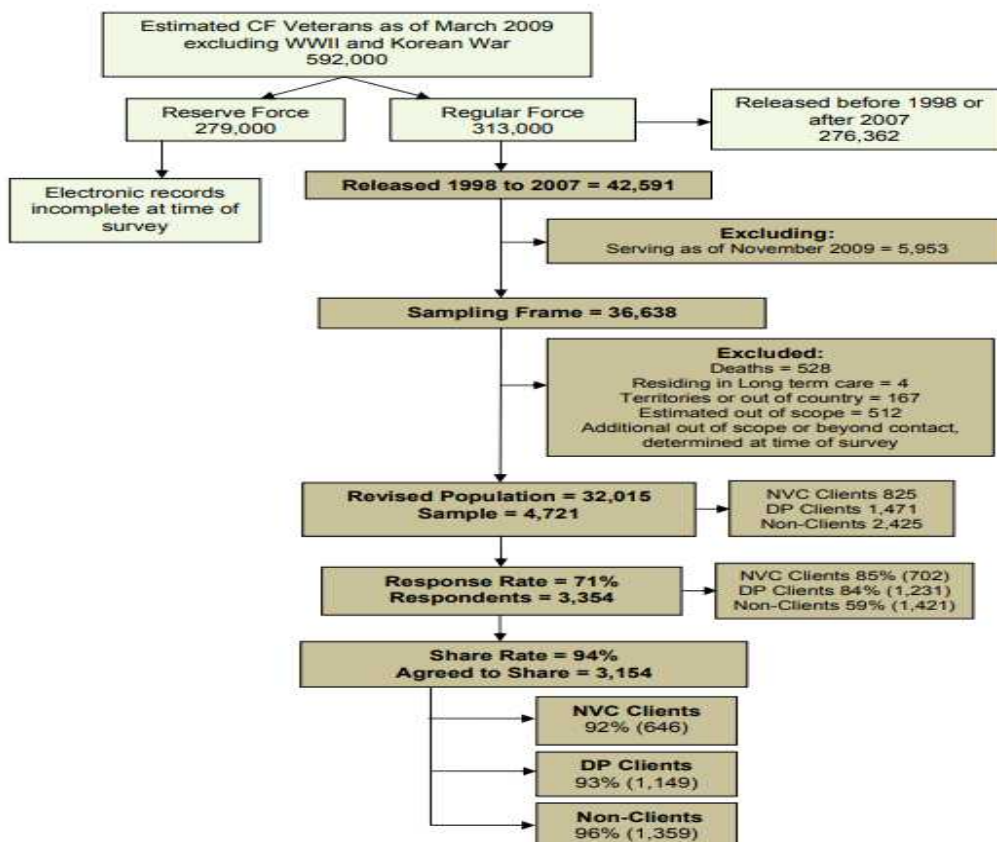 Estimated CF Veterans as of March 2009
excluding WWII and Korean War
592,000
Reserve Force
279,000
Regular Force
313,000
Released before 1998 or
after 2007
276,362
Electronic records
incomplete at time of
survey
Released 1998 to 2007 = 42,591
Excluding:
Serving as of November 2009 = 5,953
Sampling Frame = 36,638
Excluded:
Deaths = 528
Residing in Long term care = 4
Territories or out of country = 167
Estimated out of scope = 512
Additional out of scope or beyond contact,
determined at time of survey
Revised Population = 32,015
Sample = 4,721
NVC Clients 825
DP Clients 1,471
Non-Clients 2,425
Response Rate = 71%
Respondents = 3,354
NVC Clients 85% (702)
DP Clients 84% (1,231)
Non-Clients 59% (1,421)
Share Rate = 94%
Agreed to Share = 3,154
NVC Clients
92% (646)
DP Clients
93% (1,149)
Non-Clients
96% (1,359)